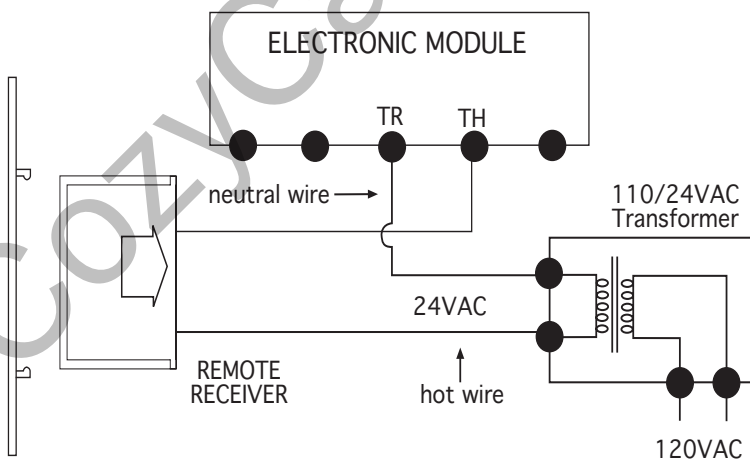 ELECTRONIC MODULE
TR
TH
neutral wire
110/24VAC
Transformer
24VAC
REMOTE
RECEIVER
hot wire
120VAC